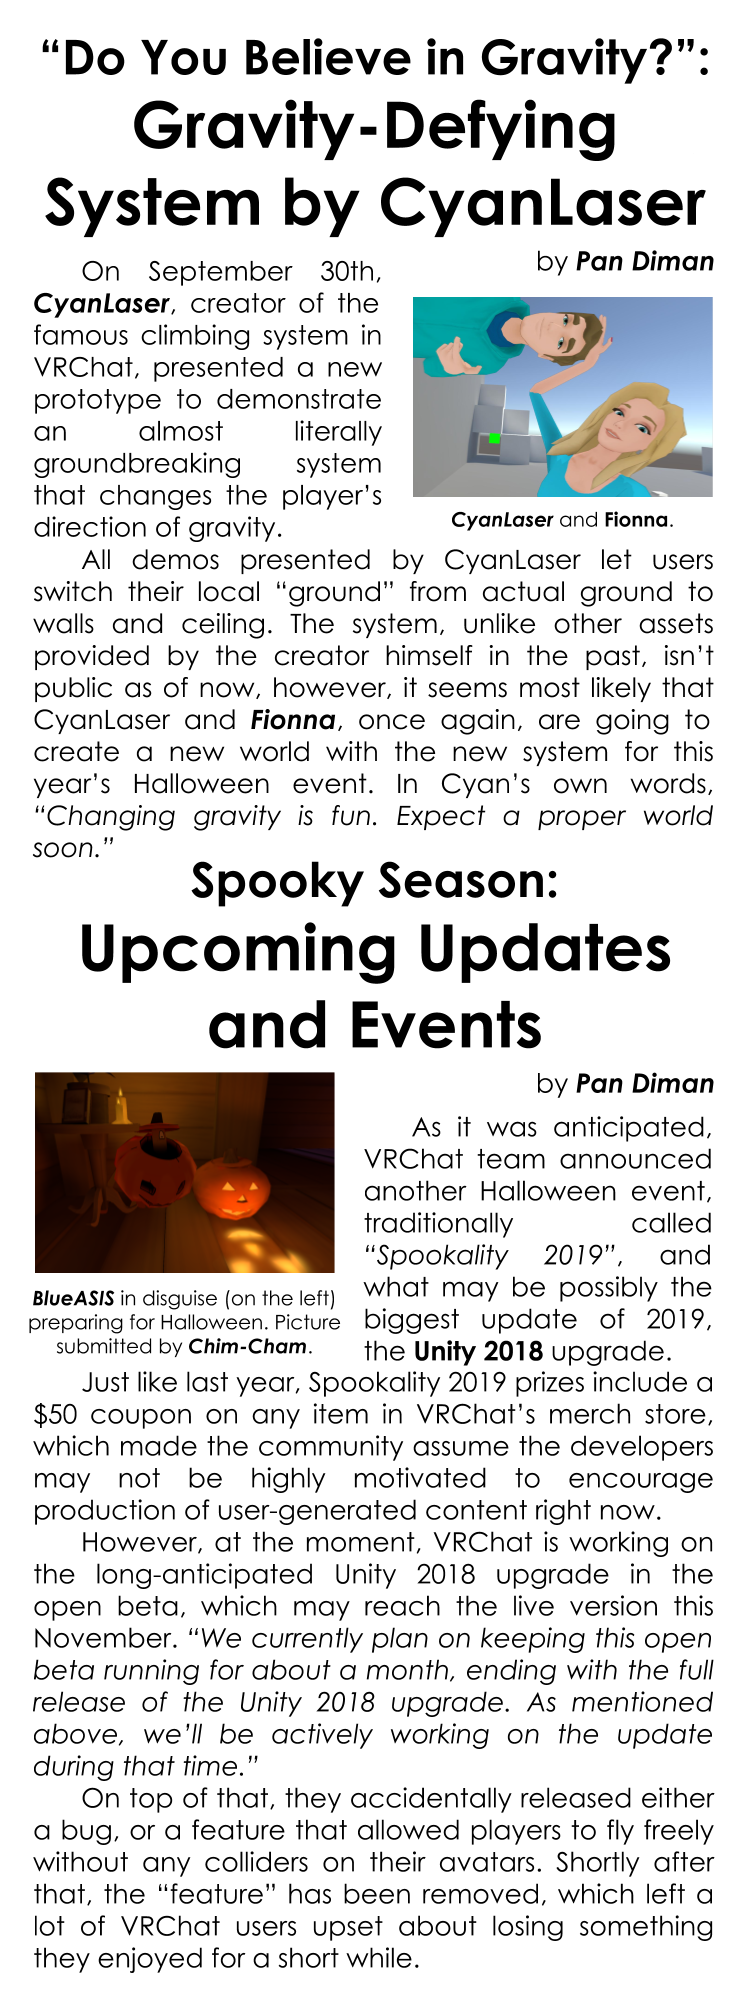 “Do You Believe in Gravity?”:
Gravity-Defying
System by CyanLaser
by Pan Diman
On September 30th,
CyanLaser, creator of the
famous climbing system in
VRChat, presented a new
prototype to demonstrate
an almost literally
groundbreaking system
that changes the player’s
direction of gravity.
CyanLaser and Fionna.
All demos presented by CyanLaser let users
switch their local “ground” from actual ground to
walls and ceiling. The system, unlike other assets
provided by the creator himself in the past, isn’t
public as of now, however, it seems most likely that
CyanLaser and Fionna, once again, are going to
create a new world with the new system for this
year’s Halloween event. In Cyan’s own words,
“Changing gravity is fun. Expect a proper world
soon.”
Spooky Season:
Upcoming Updates
and Events
by Pan Diman
BlueASIS in disguise (on the left)
preparing for Halloween. Picture
submitted by Chim-Cham.
As it was anticipated,
VRChat team announced
another Halloween event,
traditionally called
“Spookality 2019”, and
what may be possibly the
biggest update of 2019,
the Unity 2018 upgrade.
Just like last year, Spookality 2019 prizes include a
$50 coupon on any item in VRChat’s merch store,
which made the community assume the developers
may not be highly motivated to encourage
production of user-generated content right now.
However, at the moment, VRChat is working on
the long-anticipated Unity 2018 upgrade in the
open beta, which may reach the live version this
November. “We currently plan on keeping this open
beta running for about a month, ending with the full
release of the Unity 2018 upgrade. As mentioned
above, we’ll be actively working on the update
during that time.”
On top of that, they accidentally released either
a bug, or a feature that allowed players to fly freely
without any colliders on their avatars. Shortly after
that, the “feature” has been removed, which left a
lot of VRChat users upset about losing something
they enjoyed for a short while.